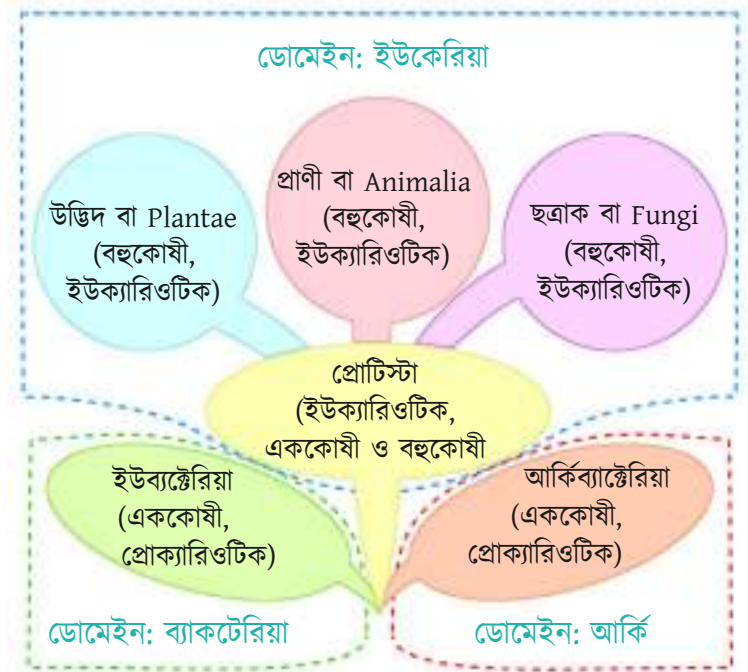 ডোমেইন: ইউকেরিয়া
উদ্ভিদ বা Plantae
(বহুকোষী,
ইউক্যারিওটিক)
প্রাণী বা Animalia
(বহুকোষী,
ইউক্যারিওটিক)
ছত্রাক বা Fungi
(বহুকোষী,
ইউক্যারিওটিক)
প্রোটিস্টা
(ইউক্যারিওটিক,
এককোষী ও বহুকোষী
ইউব্যক্টেরিয়া
(এককোষী,
প্রোক্যারিওটিক)
আর্কিব্যাক্টেরিয়া
(এককোষী,
প্রোক্যারিওটিক)
ডোমেইন: ব্যাকটেরিয়া
ডোমেইন: আর্কি